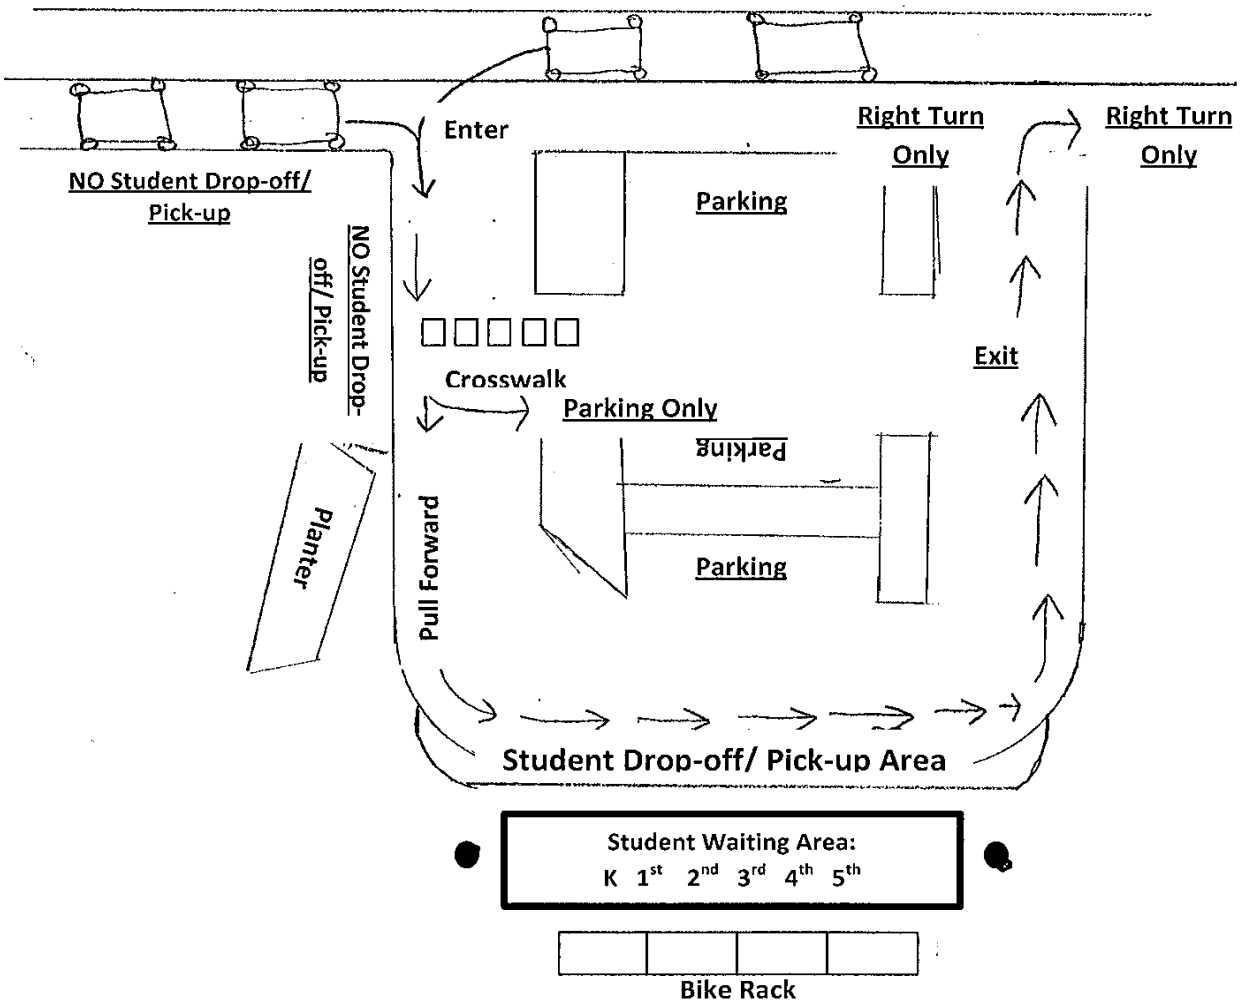 Enter
Right Turn
Only
Right Turn
Only
NO Student Drop-off/
Pick-up
Parking
NO Student Drop-
off/ Pick-up
Exit
Crosswalk
Parking Only
Parking
Planter
Pull Forward
Parking
Student Drop-off/ Pick-up Area
Student Waiting Area:
K 1st 2nd 3rd 4th 5th
Bike Rack